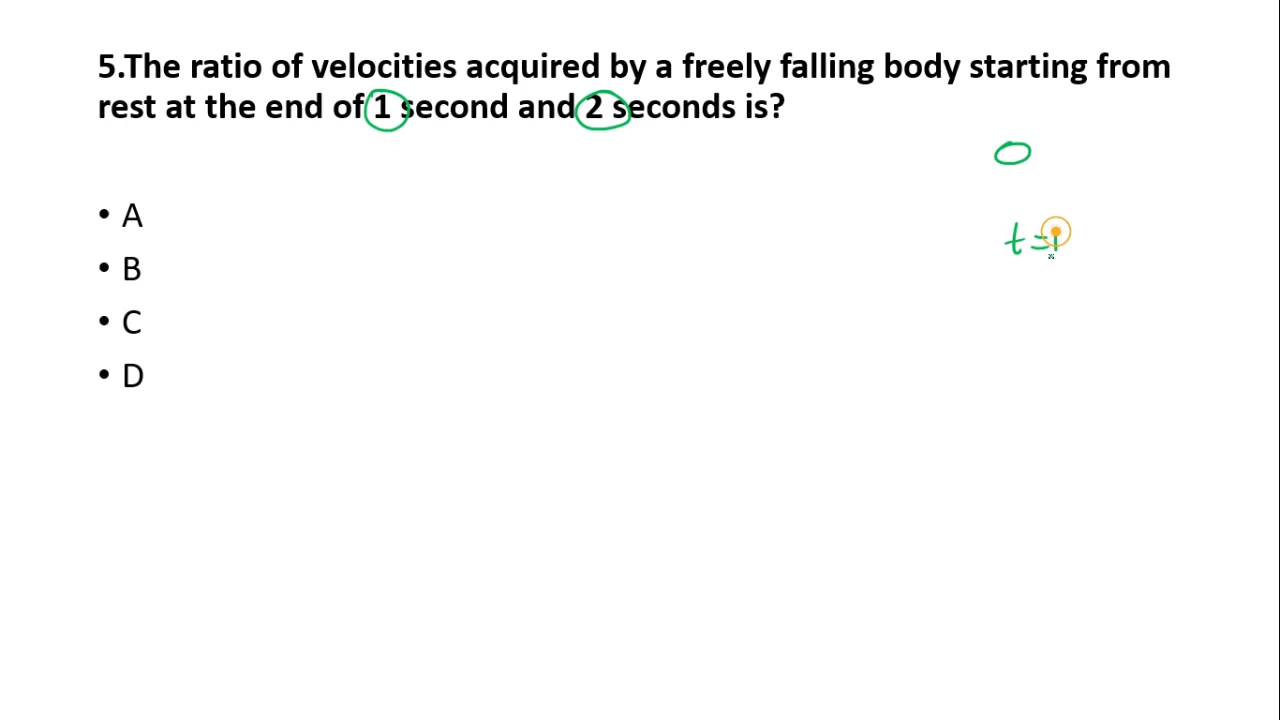 5.The ratio of velocities acquired by a freely falling body starting from
rest at the end of 1 second and 2 seconds is?
• A
t=1
• B
• C
• D